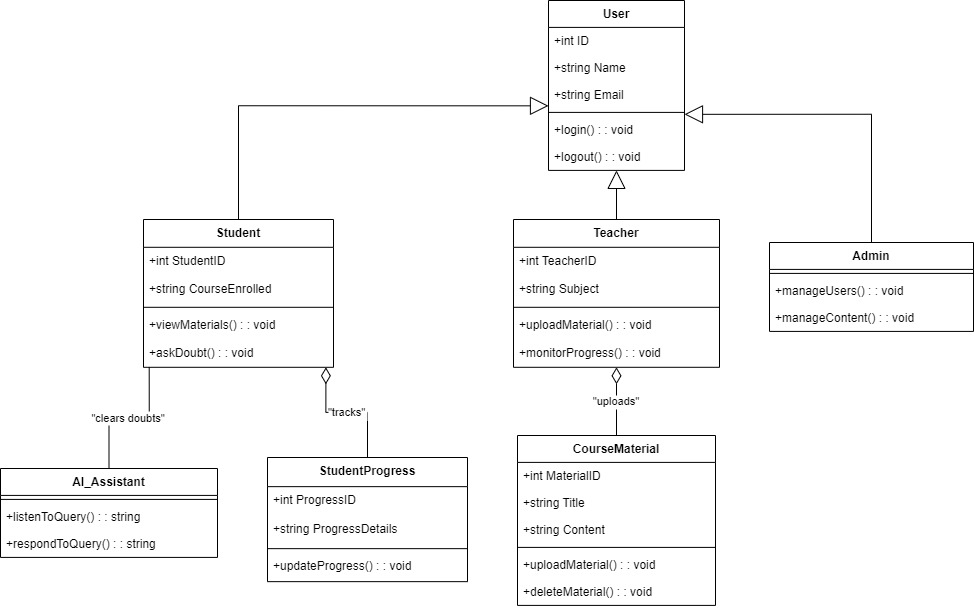 User
+int ID
+string Name
+string Email
+login() : : void
+logout() : : void
Student
+int StudentID
+string CourseEnrolled
+viewMaterials() : : void
+askDoubt() : : void
Teacher
+int TeacherID
+string Subject
+uploadMaterial() : : void
+monitorProgress() : : void
Admin
+manageUsers() : : void
+manageContent() : : void
"clears doubts"
"tracks"
"uploads"
AI_Assistant
+listenToQuery() : : string
+respondToQuery() : : string
StudentProgress
+int ProgressID
+string ProgressDetails
+updateProgress() : : void
CourseMaterial
+int MaterialID
+string Title
+string Content
+uploadMaterial() : : void
+deleteMaterial() : : void